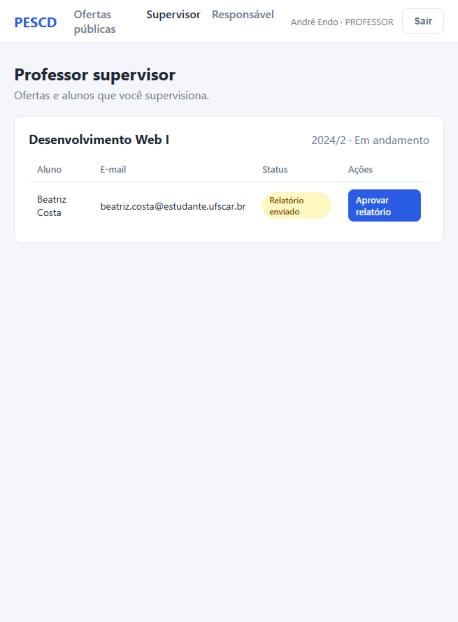 PESCD
Ofertas
públicas
Supervisor
Responsável
André Endo · PROFESSOR
Sair
Professor supervisor
Ofertas e alunos que você supervisiona.
Desenvolvimento Web I
2024/2 · Em andamento
Aluno
E-mail
Status
Ações
Beatriz
Costa
beatriz.costa@estudante.ufscar.br
Relatório
enviado
Aprovar
relatório